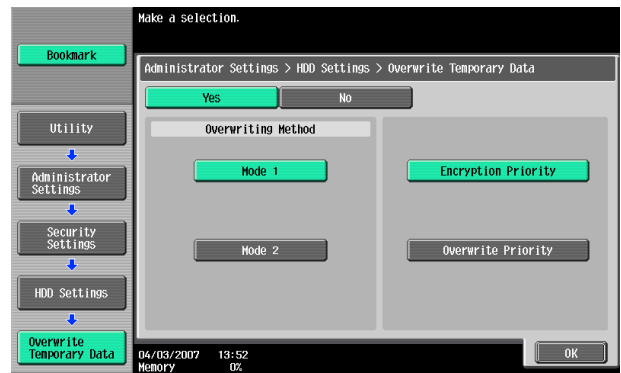 Make a selection.
Bookmark
Administrator Settings > HDD Settings > Overwrite Temporary Data
Yes
No
Utility
Administrator
Settings
Security
Settings
HDD Settings
Overwrite
Temporary Data
Overwriting Method
Mode 1
Mode 2
Encryption Priority
Overwrite Priority
04/03/2007 13:52
Memory 0%
OK